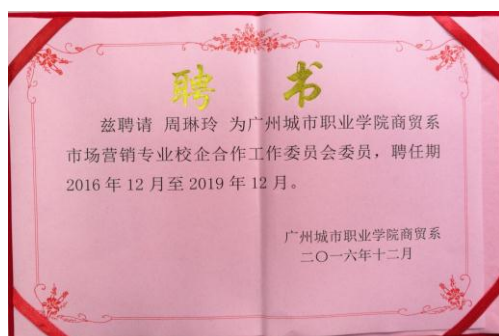 聘书
兹聘请 周琳玲 为广州城市职业学院商贸系
市场营销专业校企合作工作委员会委员，聘任期
2016年12月至2019年12月。
广州城市职业学院商贸系
二〇一六年十二月